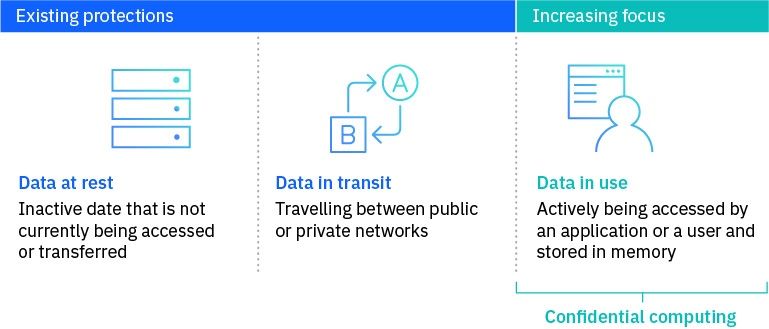 Existing protections
Increasing focus
A
B
Data at rest
Inactive date that is not
currently being accessed
or transferred
Data in transit
Travelling between public
or private networks
Data in use
Actively being accessed by
an application or a user and
stored in memory
Confidential computing